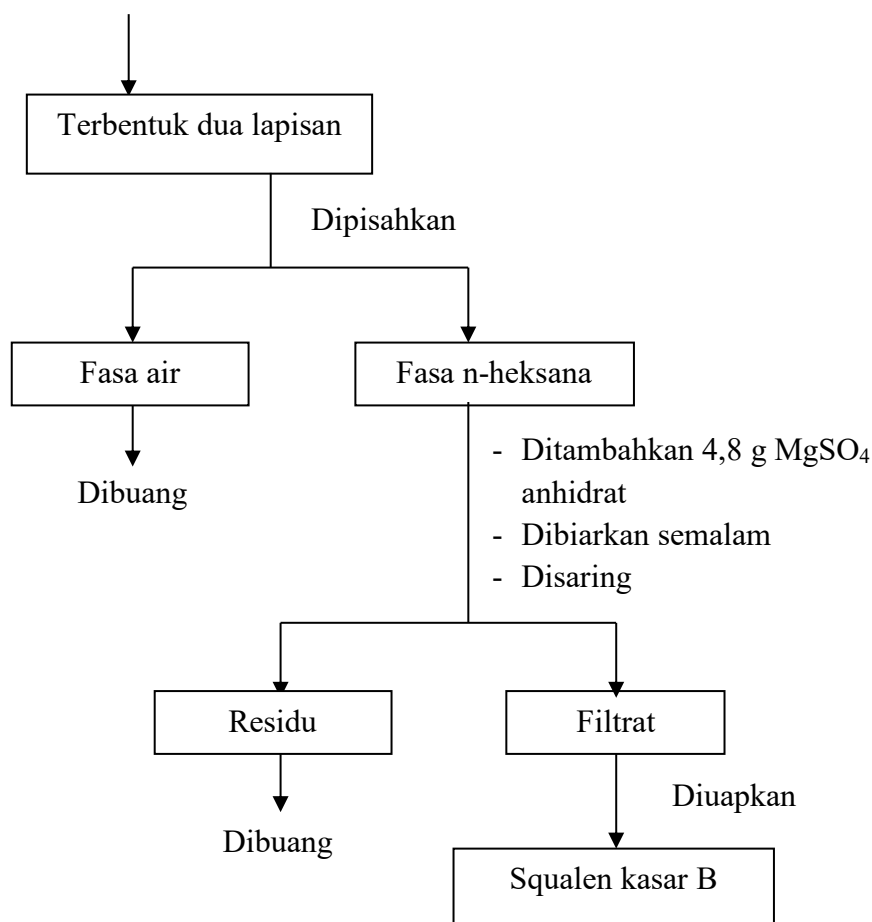 Terbentuk dua lapisan
Dipisahkan
Fasa air
Fasa n-heksana
Dibuang
- Ditambahkan 4,8 g MgSO₄
anhidrat
- Dibiarkan semalam
- Disaring
Residu
Filtrat
Dibuang
Diuapkan
Squalen kasar B